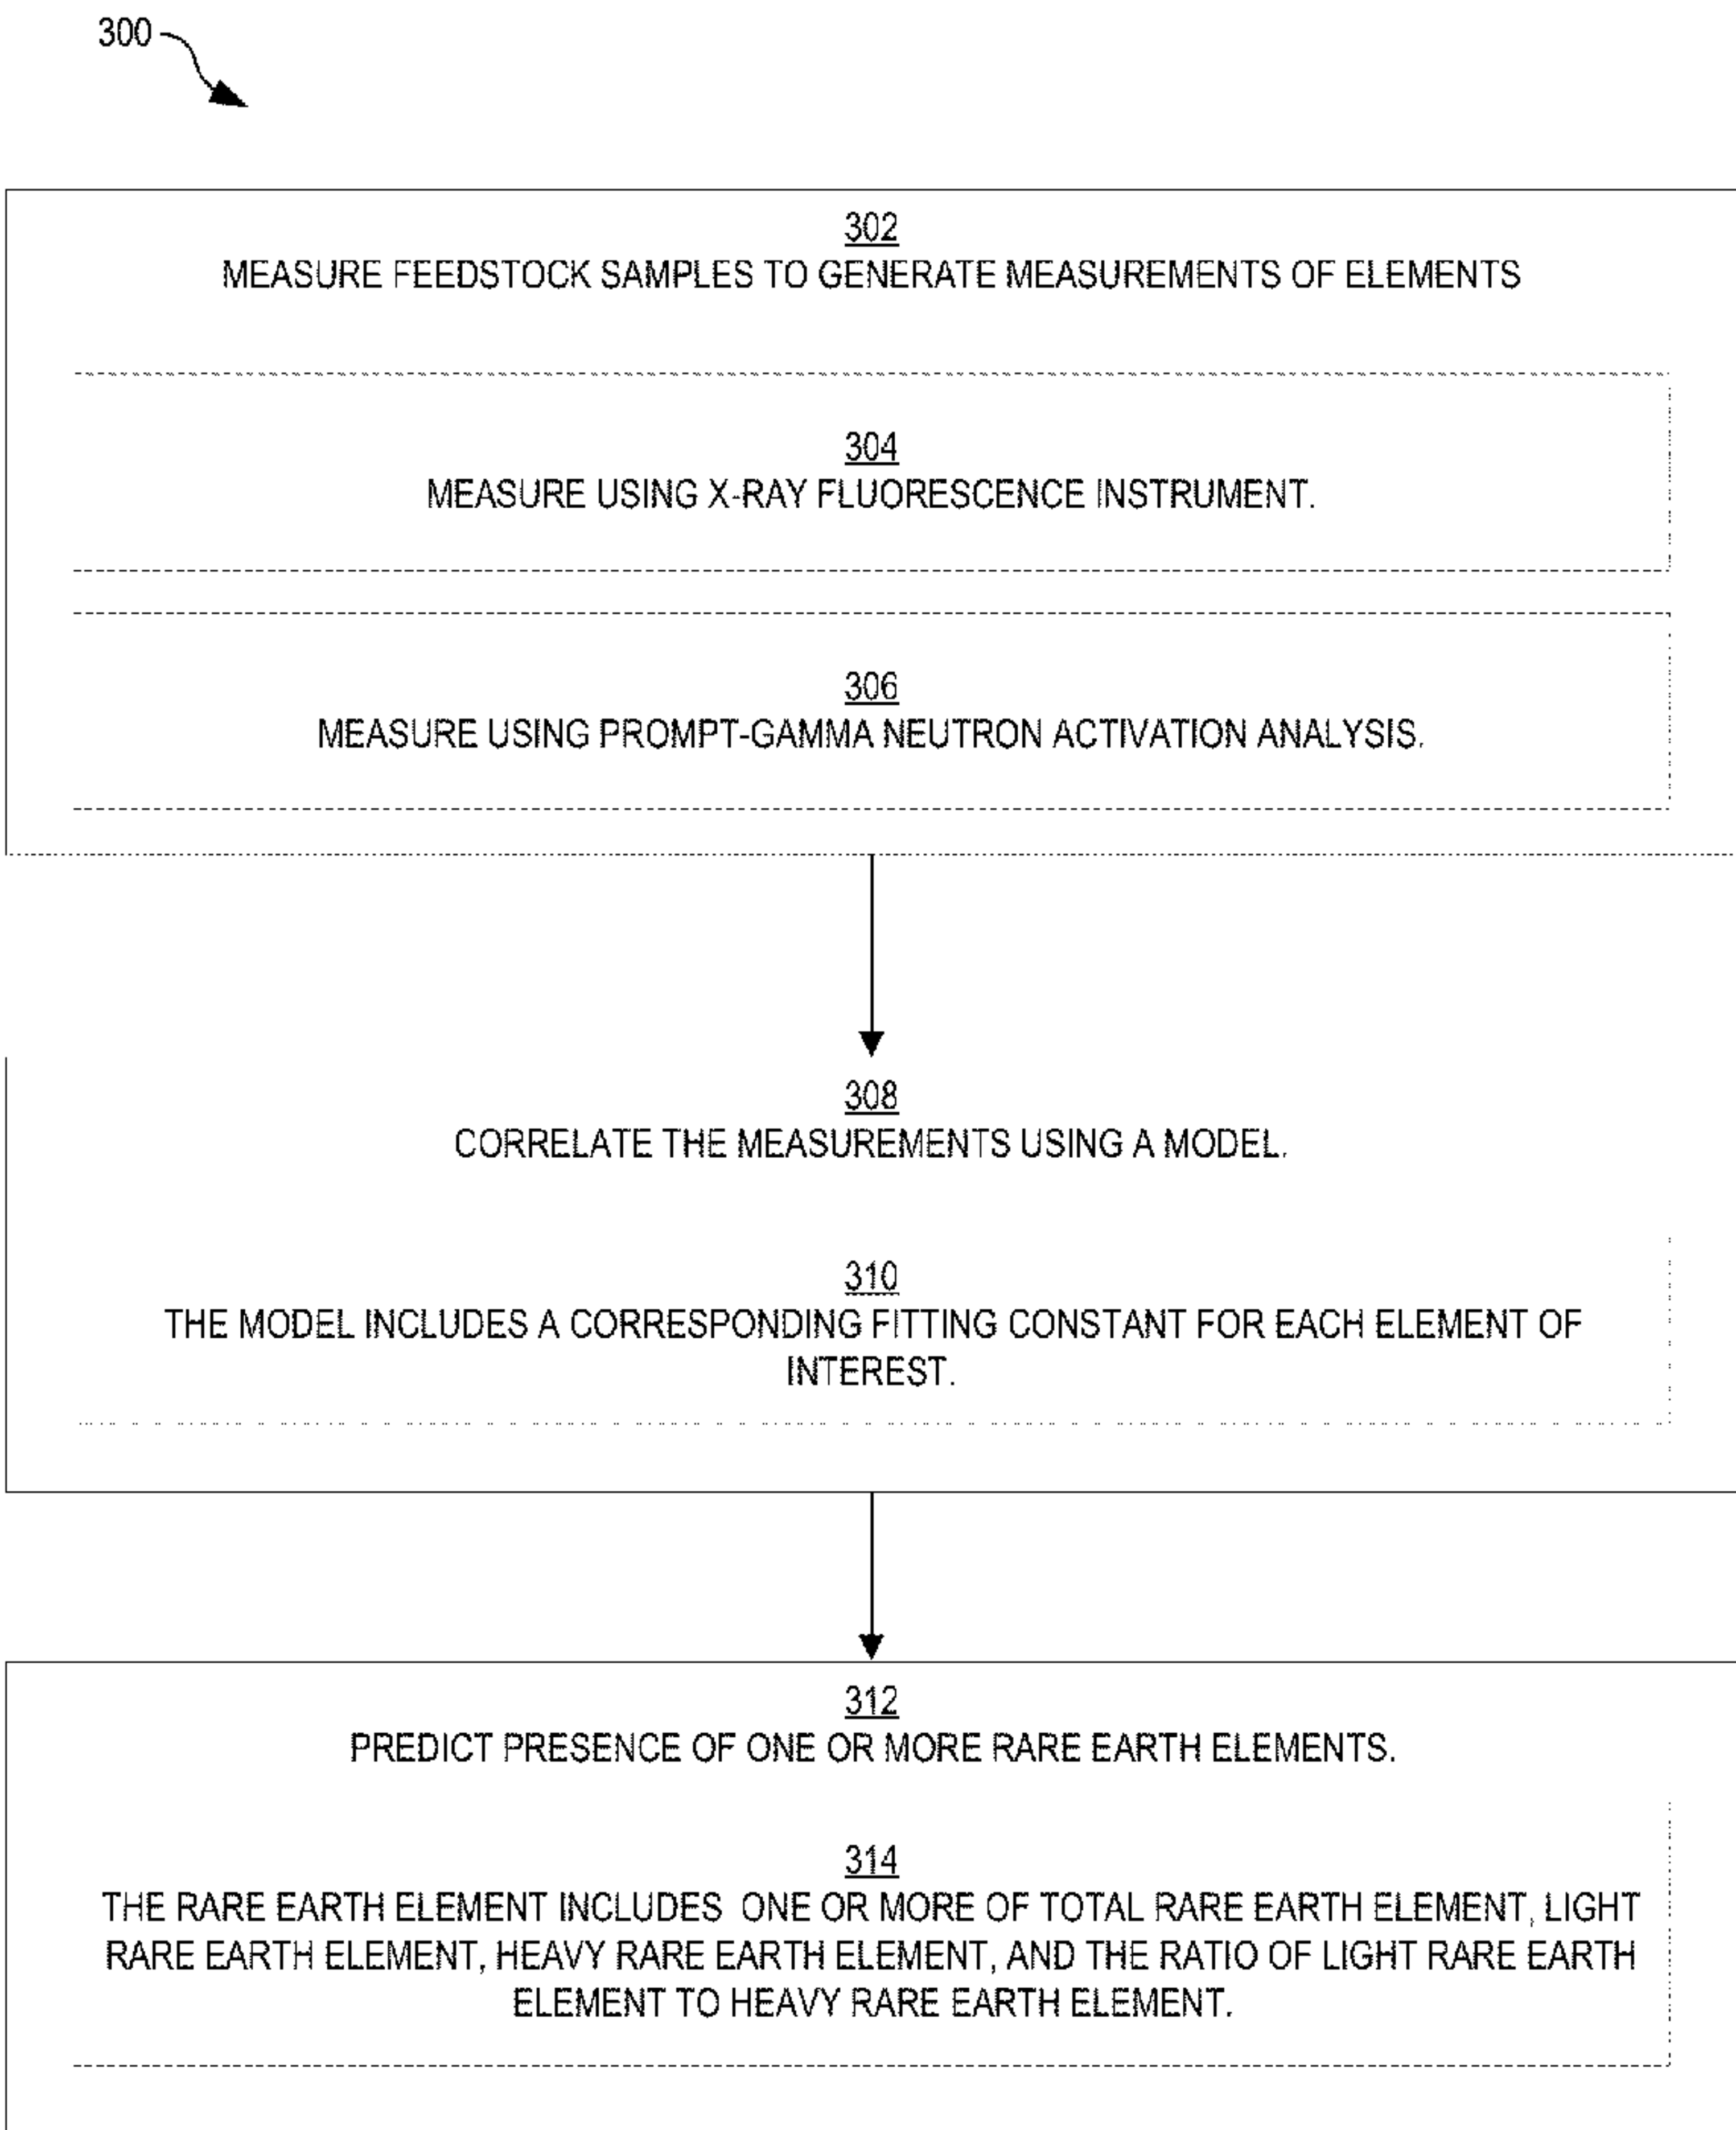 300
302
MEASURE FEEDSTOCK SAMPLES TO GENERATE MEASUREMENTS OF ELEMENTS
304
MEASURE USING X-RAY FLUORESCENCE INSTRUMENT.
306
MEASURE USING PROMPT-GAMMA NEUTRON ACTIVATION ANALYSIS.
308
CORRELATE THE MEASUREMENTS USING A MODEL.
310
THE MODEL INCLUDES A CORRESPONDING FITTING CONSTANT FOR EACH ELEMENT OF
INTEREST.
312
PREDICT PRESENCE OF ONE OR MORE RARE EARTH ELEMENTS.
314
THE RARE EARTH ELEMENT INCLUDES ONE OR MORE OF TOTAL RARE EARTH ELEMENT, LIGHT
RARE EARTH ELEMENT, HEAVY RARE EARTH ELEMENT, AND THE RATIO OF LIGHT RARE EARTH
ELEMENT TO HEAVY RARE EARTH ELEMENT.